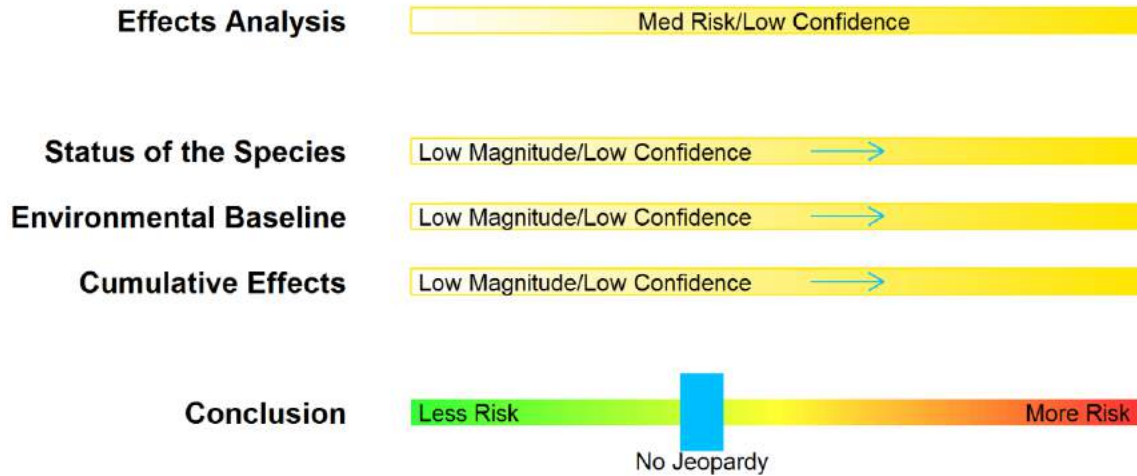 Effects Analysis Med Risk/Low Confidence
Status of the Species Low Magnitude/Low Confidence
Environmental Baseline Low Magnitude/Low Confidence
Cumulative Effects Low Magnitude/Low Confidence
Conclusion Less Risk More Risk
No Jeopardy